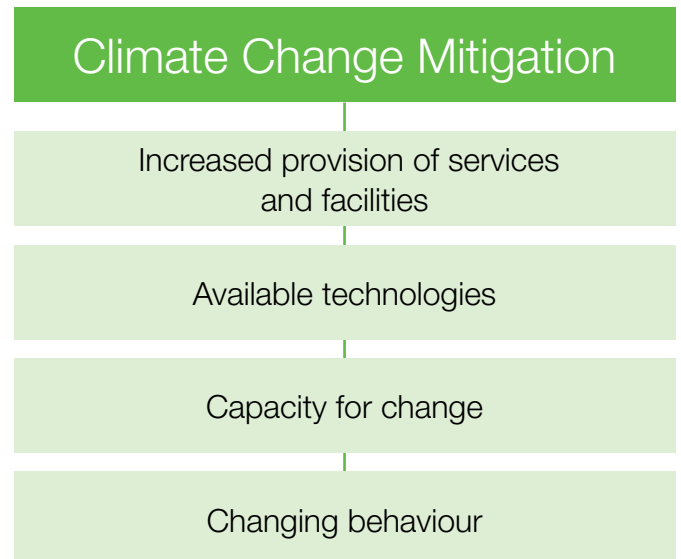 Climate Change Mitigation
Increased provision of services
and facilities
Available technologies
Capacity for change
Changing behaviour